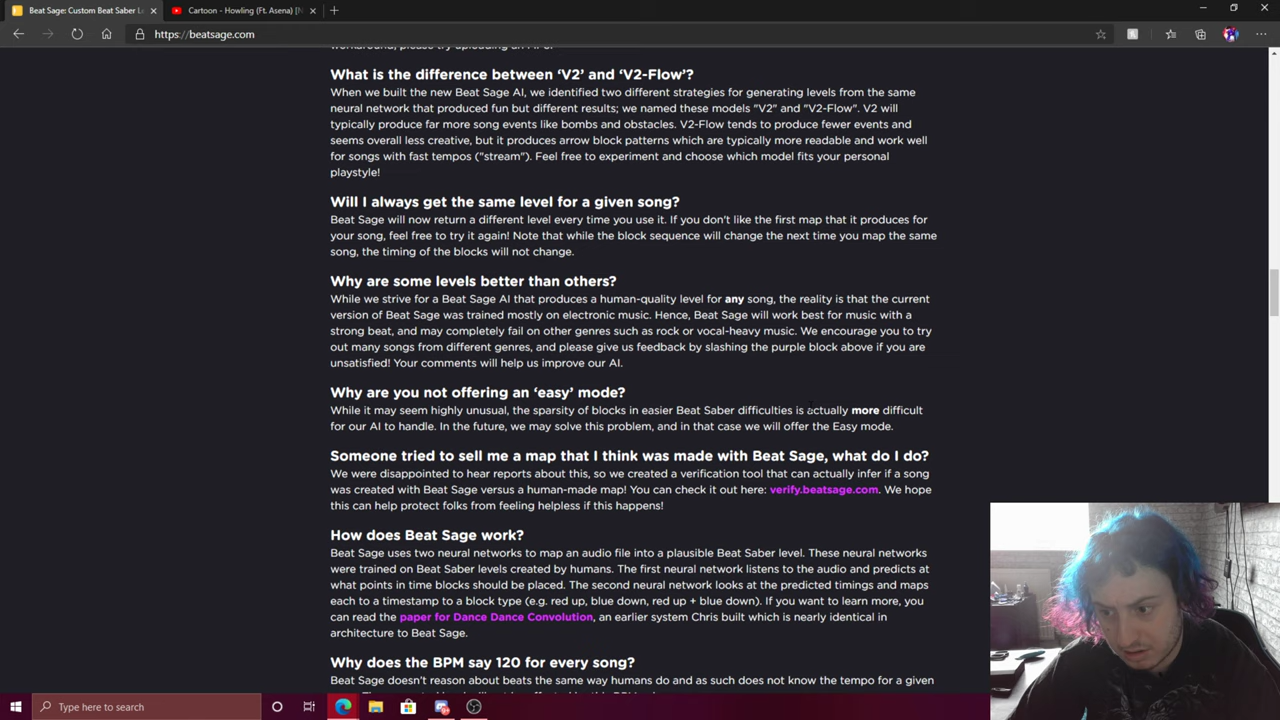 Beat Sage: Custom Beat Saber L
Cartoon - Howling (Ft. Asena) [N
https://beatsage.com
What is the difference between ‘V2’ and ‘V2-Flow’?
When we built the new Beat Sage AI, we identified two different strategies for generating levels from the same
neural network that produced fun but different results; we named these models "V2" and "V2-Flow". V2 will
typically produce far more song events like bombs and obstacles. V2-Flow tends to produce fewer events and
seems overall less creative, but it produces arrow block patterns which are typically more readable and work well
for songs with fast tempos ("stream"). Feel free to experiment and choose which model fits your personal
playstyle!
Will I always get the same level for a given song?
Beat Sage will now return a different level every time you use it. If you don't like the first map that it produces for
your song, feel free to try it again! Note that while the block sequence will change the next time you map the same
song, the timing of the blocks will not change.
Why are some levels better than others?
While we strive for a Beat Sage AI that produces a human-quality level for any song, the reality is that the current
version of Beat Sage was trained mostly on electronic music. Hence, Beat Sage will work best for music with a
strong beat, and may completely fail on other genres such as rock or vocal-heavy music. We encourage you to try
out many songs from different genres, and please give us feedback by slashing the purple block above if you are
unsatisfied! Your comments will help us improve our AI.
Why are you not offering an ‘easy’ mode?
While it may seem highly unusual, the sparsity of blocks in easier Beat Saber difficulties is actually more difficult
for our AI to handle. In the future, we may solve this problem, and in that case we will offer the Easy mode.
Someone tried to sell me a map that I think was made with Beat Sage, what do I do?
We were disappointed to hear reports about this, so we created a verification tool that can actually infer if a song
was created with Beat Sage versus a human-made map! You can check it out here: verify.beatsage.com. We hope
this can help protect folks from feeling helpless if this happens!
How does Beat Sage work?
Beat Sage uses two neural networks to map an audio file into a plausible Beat Saber level. These neural networks
were trained on Beat Saber levels created by humans. The first neural network listens to the audio and predicts at
what points in time blocks should be placed. The second neural network looks at the predicted timings and maps
each to a timestamp to a block type (e.g. red up, blue down, red up + blue down). If you want to learn more, you
can read the paper for Dance Dance Convolution, an earlier system Chris built which is nearly identical in
architecture to Beat Sage.
Why does the BPM say 120 for every song?
Beat Sage doesn't reason about beats the same way humans do and as such does not know the tempo for a given
Type here to search